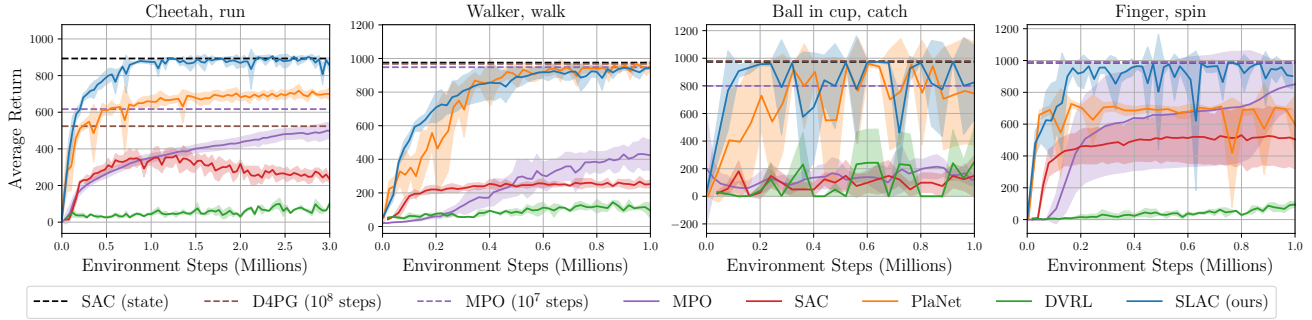 Cheetah, run
Walker, walk
Ball in cup, catch
Finger, spin
Average Return
1000
800
600
400
200
0
0.0 0.5 1.0 1.5 2.0 2.5 3.0
Environment Steps (Millions)
1200
1000
800
600
400
200
0
0.0 0.2 0.4 0.6 0.8 1.0
Environment Steps (Millions)
1200
1000
800
600
400
200
0
−200
0.0 0.2 0.4 0.6 0.8 1.0
Environment Steps (Millions)
1200
1000
800
600
400
200
0
0.0 0.2 0.4 0.6 0.8 1.0
Environment Steps (Millions)
SAC (state) D4PG (10⁸ steps) MPO (10⁷ steps) MPO SAC PlaNet DVRL SLAC (ours)